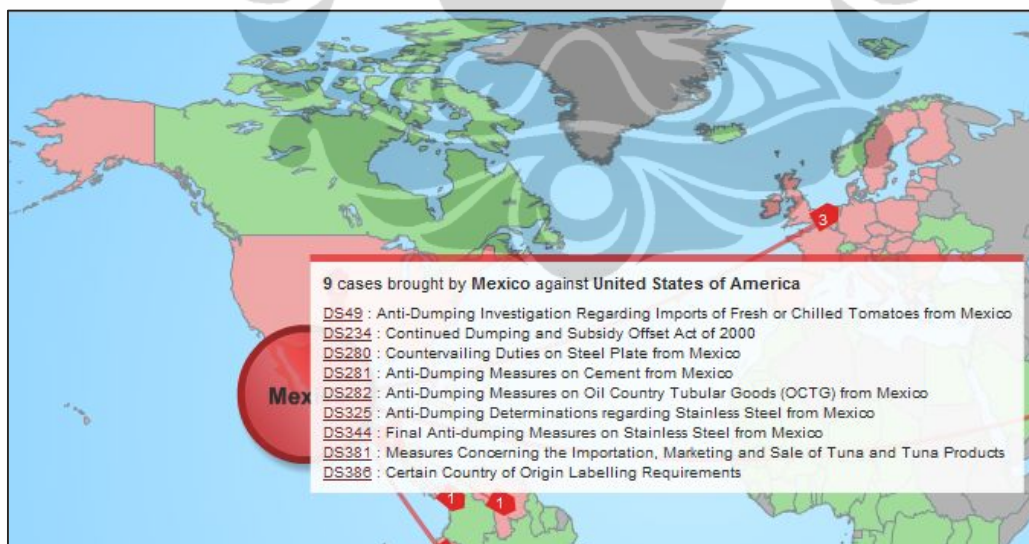 3
9 cases brought by Mexico against United States of America
DS49 : Anti-Dumping Investigation Regarding Imports of Fresh or Chilled Tomatoes from Mexico
DS234 : Continued Dumping and Subsidy Offset Act of 2000
DS280 : Countervailing Duties on Steel Plate from Mexico
DS281 : Anti-Dumping Measures on Cement from Mexico
Mex
DS282 : Anti-Dumping Measures on Oil Country Tubular Goods (OCTG) from Mexico
DS325 : Anti-Dumping Determinations regarding Stainless Steel from Mexico
DS344 : Final Anti-dumping Measures on Stainless Steel from Mexico
DS381 : Measures Concerning the Importation, Marketing and Sale of Tuna and Tuna Products
DS386 : Certain Country of Origin Labelling Requirements
1
1